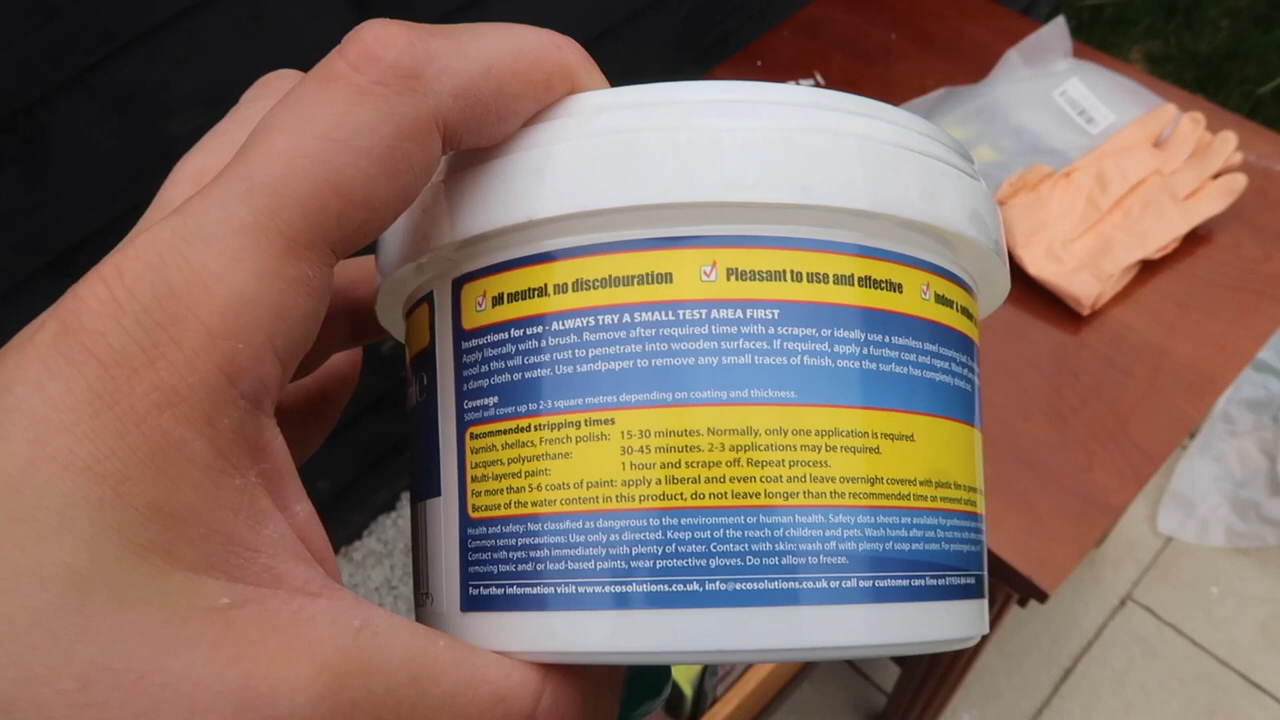 pH neutral, no discolouration Pleasant to use and effective Indoor &
Instructions for use - ALWAYS TRY A SMALL TEST AREA FIRST
Apply liberally with a brush. Remove after required time with a scraper, or ideally use a stainless steel scouring
wool as this will cause rust to penetrate into wooden surfaces. If required, apply a further coat and repeat. Wash
a damp cloth or water. Use sandpaper to remove any small traces of finish, once the surface has completely dried
Coverage
500ml will cover up to 2-3 square metres depending on coating and thickness.
Recommended stripping times
Varnish, shellacs, French polish: 15-30 minutes. Normally, only one application is required.
Lacquers, polyurethane: 30-45 minutes. 2-3 applications may be required.
Multi-layered paint: 1 hour and scrape off. Repeat process.
For more than 5-6 coats of paint: apply a liberal and even coat and leave overnight covered with plastic film to
Because of the water content in this product, do not leave longer than the recommended time on veneered
Health and safety: Not classified as dangerous to the environment or human health. Safety data sheets are available for
Common sense precautions: Use only as directed. Keep out of the reach of children and pets. Wash hands after use. Do not
Contact with eyes: wash immediately with plenty of water. Contact with skin: wash off with plenty of soap and water. For
removing toxic and/ or lead-based paints, wear protective gloves. Do not allow to freeze.
For further information visit www.ecosolutions.co.uk, info@ecosolutions.co.uk or call our customer care line on 01924